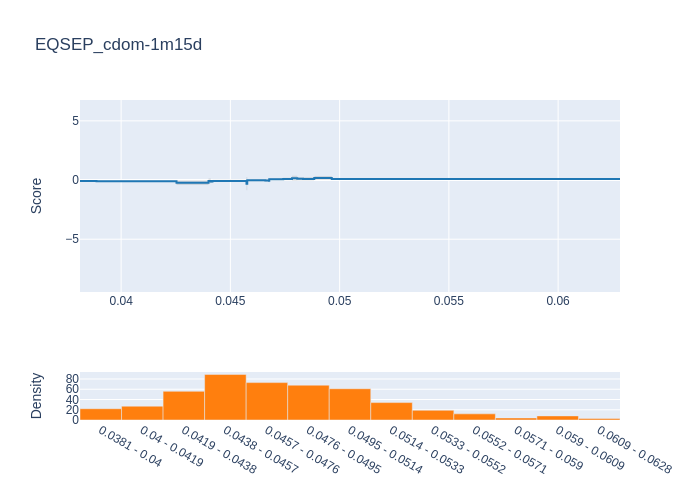 EQSEP_cdom-1m15d
5
0
−5
Score
0.04
0.045
0.05
0.055
0.06
80
60
40
20
0
Density
0.0381 - 0.04
0.04 - 0.0419
0.0419 - 0.0438
0.0438 - 0.0457
0.0457 - 0.0476
0.0476 - 0.0495
0.0495 - 0.0514
0.0514 - 0.0533
0.0533 - 0.0552
0.0552 - 0.0571
0.0571 - 0.059
0.059 - 0.0609
0.0609 - 0.0628